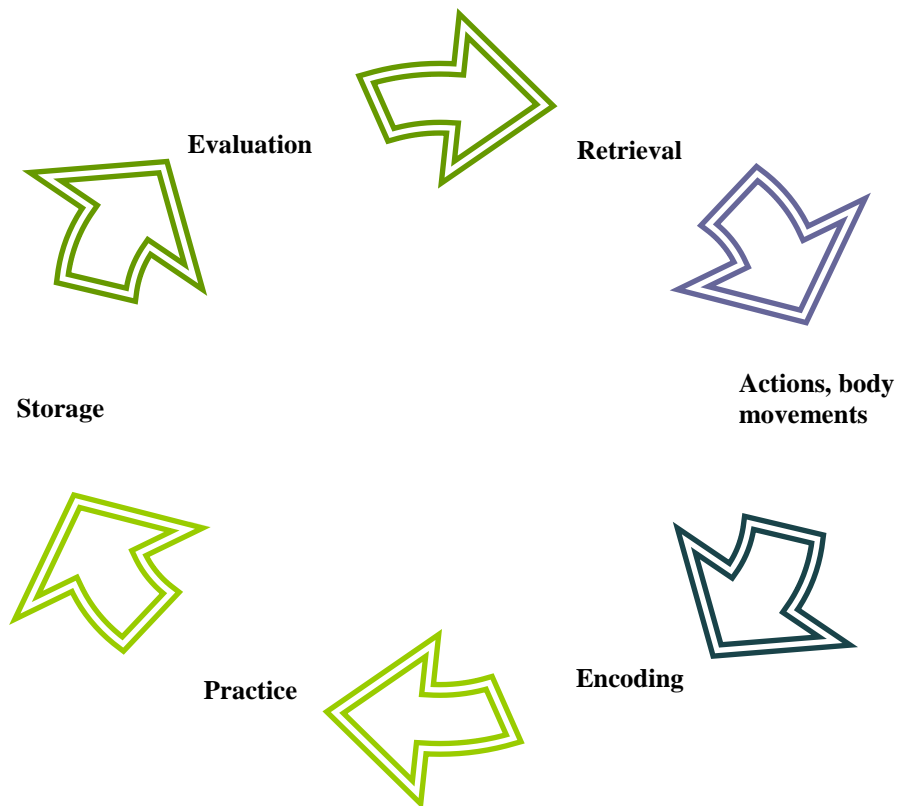 Evaluation
Retrieval
Actions, body
movements
Storage
Encoding
Practice